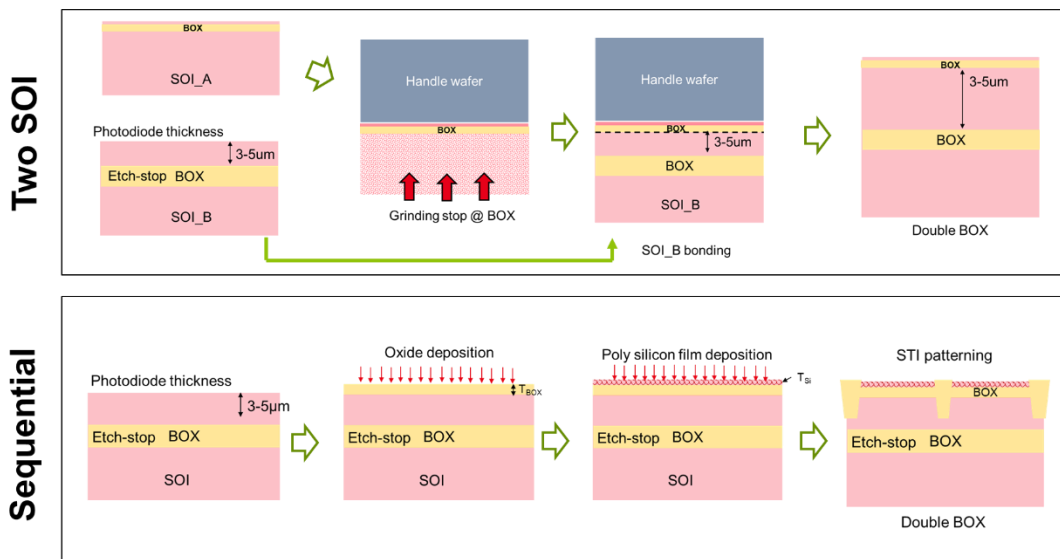 Two SOI
BOX
SOI_A
Photodiode thickness
3-5um
Etch-stop BOX
SOI_B
Handle wafer
BOX
Grinding stop @ BOX
Handle wafer
BOX
3-5um
BOX
SOI_B
SOI_B bonding
BOX
3-5um
BOX
Double BOX
Sequential
Photodiode thickness
3-5μm
Etch-stop BOX
SOI
Oxide deposition
T_BOX
Etch-stop BOX
SOI
Poly silicon film deposition
T_Si
Etch-stop BOX
SOI
STI patterning
BOX
Etch-stop BOX
Double BOX